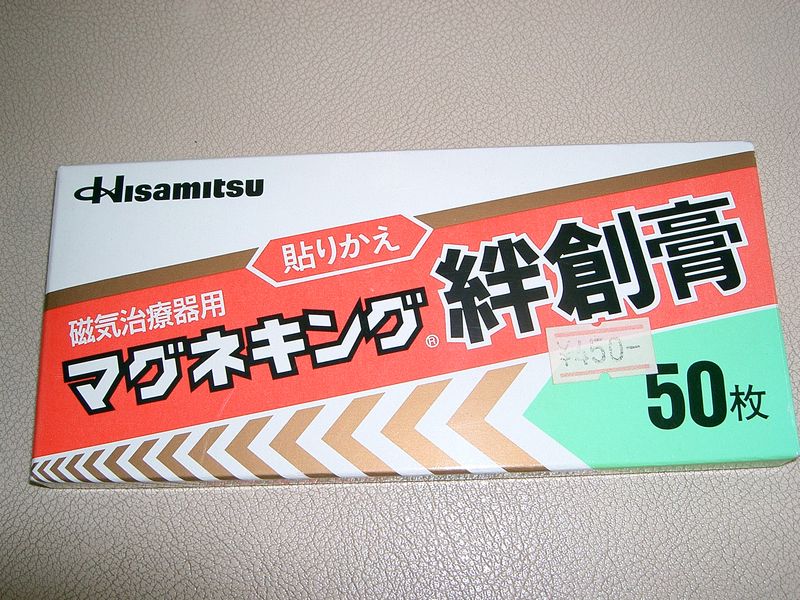 Hisamitsu
貼りかえ
磁気治療器用
マグネキング® 絆創膏
¥450-
50枚